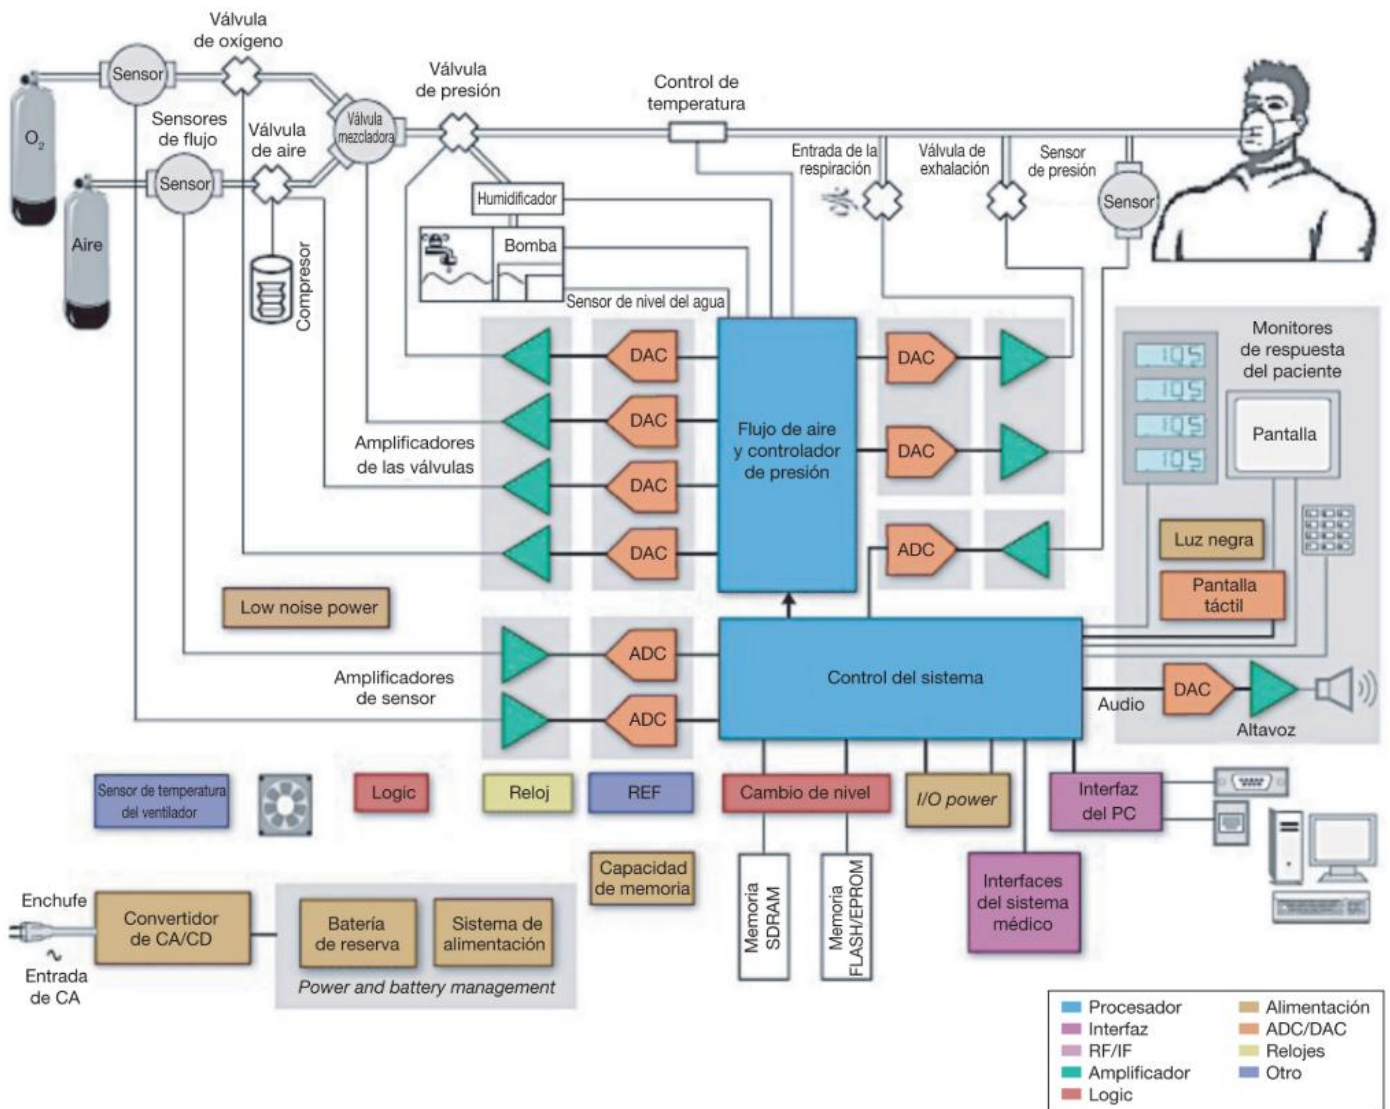 Válvula
de oxígeno
Sensor
O2
Sensores
de flujo
Válvula
de aire
Sensor
Aire
Compresor
Válvula
mezcladora
Válvula
de presión
Humidificador
Bomba
Sensor de nivel del agua
Control de
temperatura
Entrada de la
respiración
Válvula de
exhalación
Sensor
de presión
Sensor
Amplificadores
de las válvulas
DAC
DAC
DAC
DAC
Flujo de aire
y controlador
de presión
DAC
DAC
ADC
Monitores
de respuesta
del paciente
105
105
105
105
Pantalla
Luz negra
Pantalla
táctil
Low noise power
Amplificadores
de sensor
ADC
ADC
Control del sistema
Audio
DAC
Altavoz
Sensor de temperatura
del ventilador
Logic
Reloj
REF
Cambio de nivel
I/O power
Interfaz
del PC
Capacidad
de memoria
Memoria
SDRAM
Memoria
FLASH/EPROM
Interfaces
del sistema
médico
Enchufe
Entrada
de CA
Convertidor
de CA/CD
Batería
de reserva
Sistema de
alimentación
Power and battery management
Procesador
Interfaz
RF/IF
Amplificador
Logic
Alimentación
ADC/DAC
Relojes
Otro